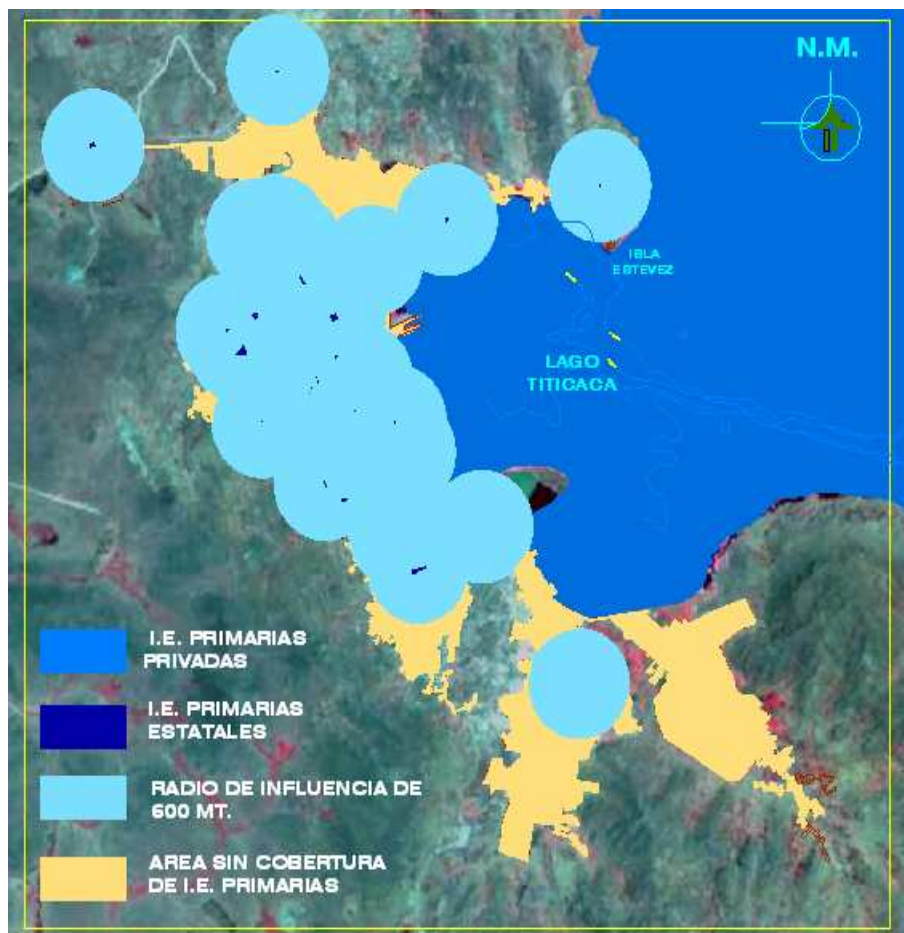 N.M.
ISLA
ESTEVEZ
LAGO
TITICACA
I.E. PRIMARIAS
PRIVADAS
I.E. PRIMARIAS
ESTATALES
RADIO DE INFLUENCIA DE
600 MT.
AREA SIN COBERTURA
DE I.E. PRIMARIAS